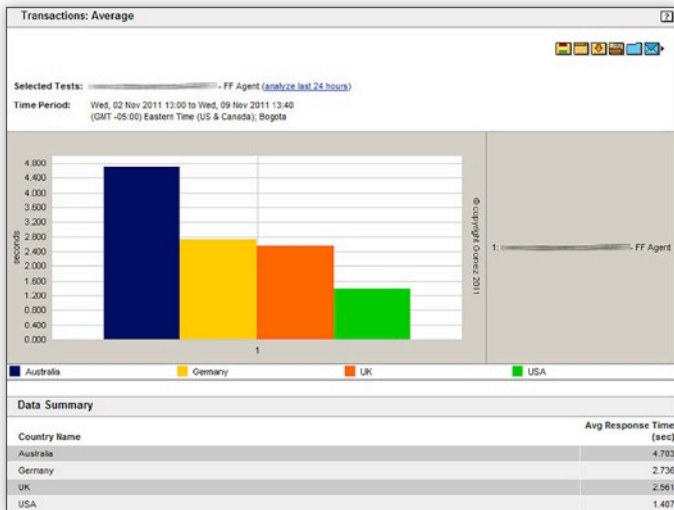 Transactions: Average
?
Selected Tests: - FF Agent (analyze last 24 hours)
Time Period: Wed, 02 Nov 2011 13:00 to Wed, 09 Nov 2011 13:40
(GMT -05:00) Eastern Time (US & Canada); Bogota
4.800
4.400
4.000
3.600
3.200
2.800
2.400
2.000
1.600
1.200
0.800
0.400
0.000
seconds
1
© copyright Gomez 2011
1: - FF Agent
Australia Germany UK USA
Data Summary
Country Name Avg Response Time (sec)
Australia 4.703
Germany 2.736
UK 2.561
USA 1.407